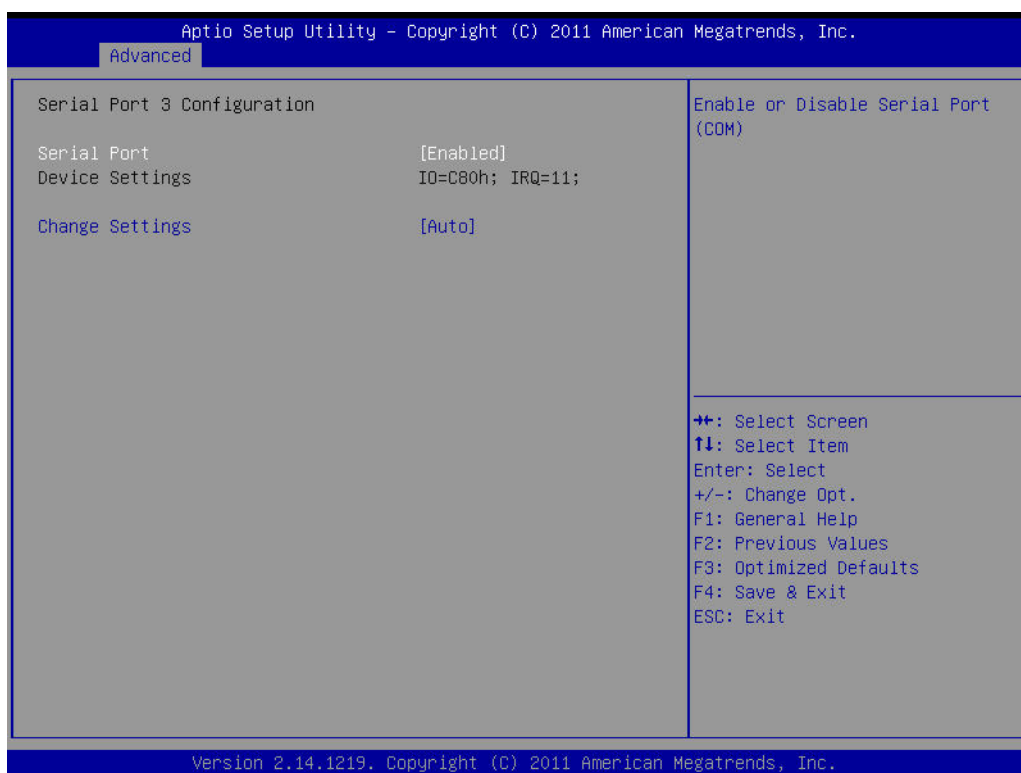 Aptio Setup Utility – Copyright (C) 2011 American Megatrends, Inc.
Advanced
Serial Port 3 Configuration
Serial Port [Enabled]
Device Settings IO=C80h; IRQ=11;
Change Settings [Auto]
Enable or Disable Serial Port
(COM)
→←: Select Screen
↑↓: Select Item
Enter: Select
+/-: Change Opt.
F1: General Help
F2: Previous Values
F3: Optimized Defaults
F4: Save & Exit
ESC: Exit
Version 2.14.1219. Copyright (C) 2011 American Megatrends, Inc.